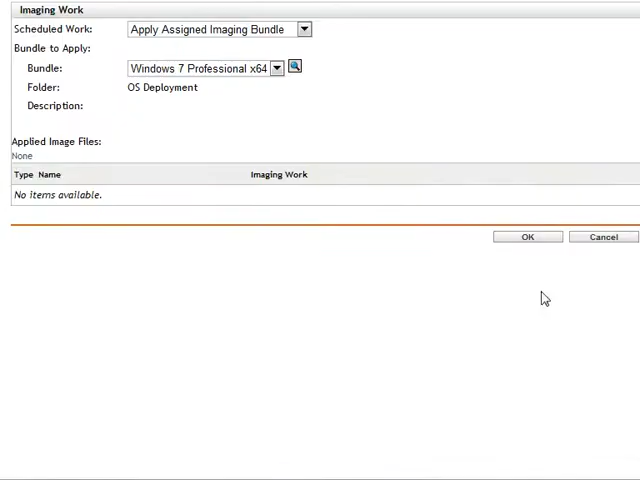 Imaging Work
Scheduled Work: Apply Assigned Imaging Bundle
Bundle to Apply:
Bundle: Windows 7 Professional x64
Folder: OS Deployment
Description:
Applied Image Files:
None
Type Name Imaging Work
No items available.
OK Cancel